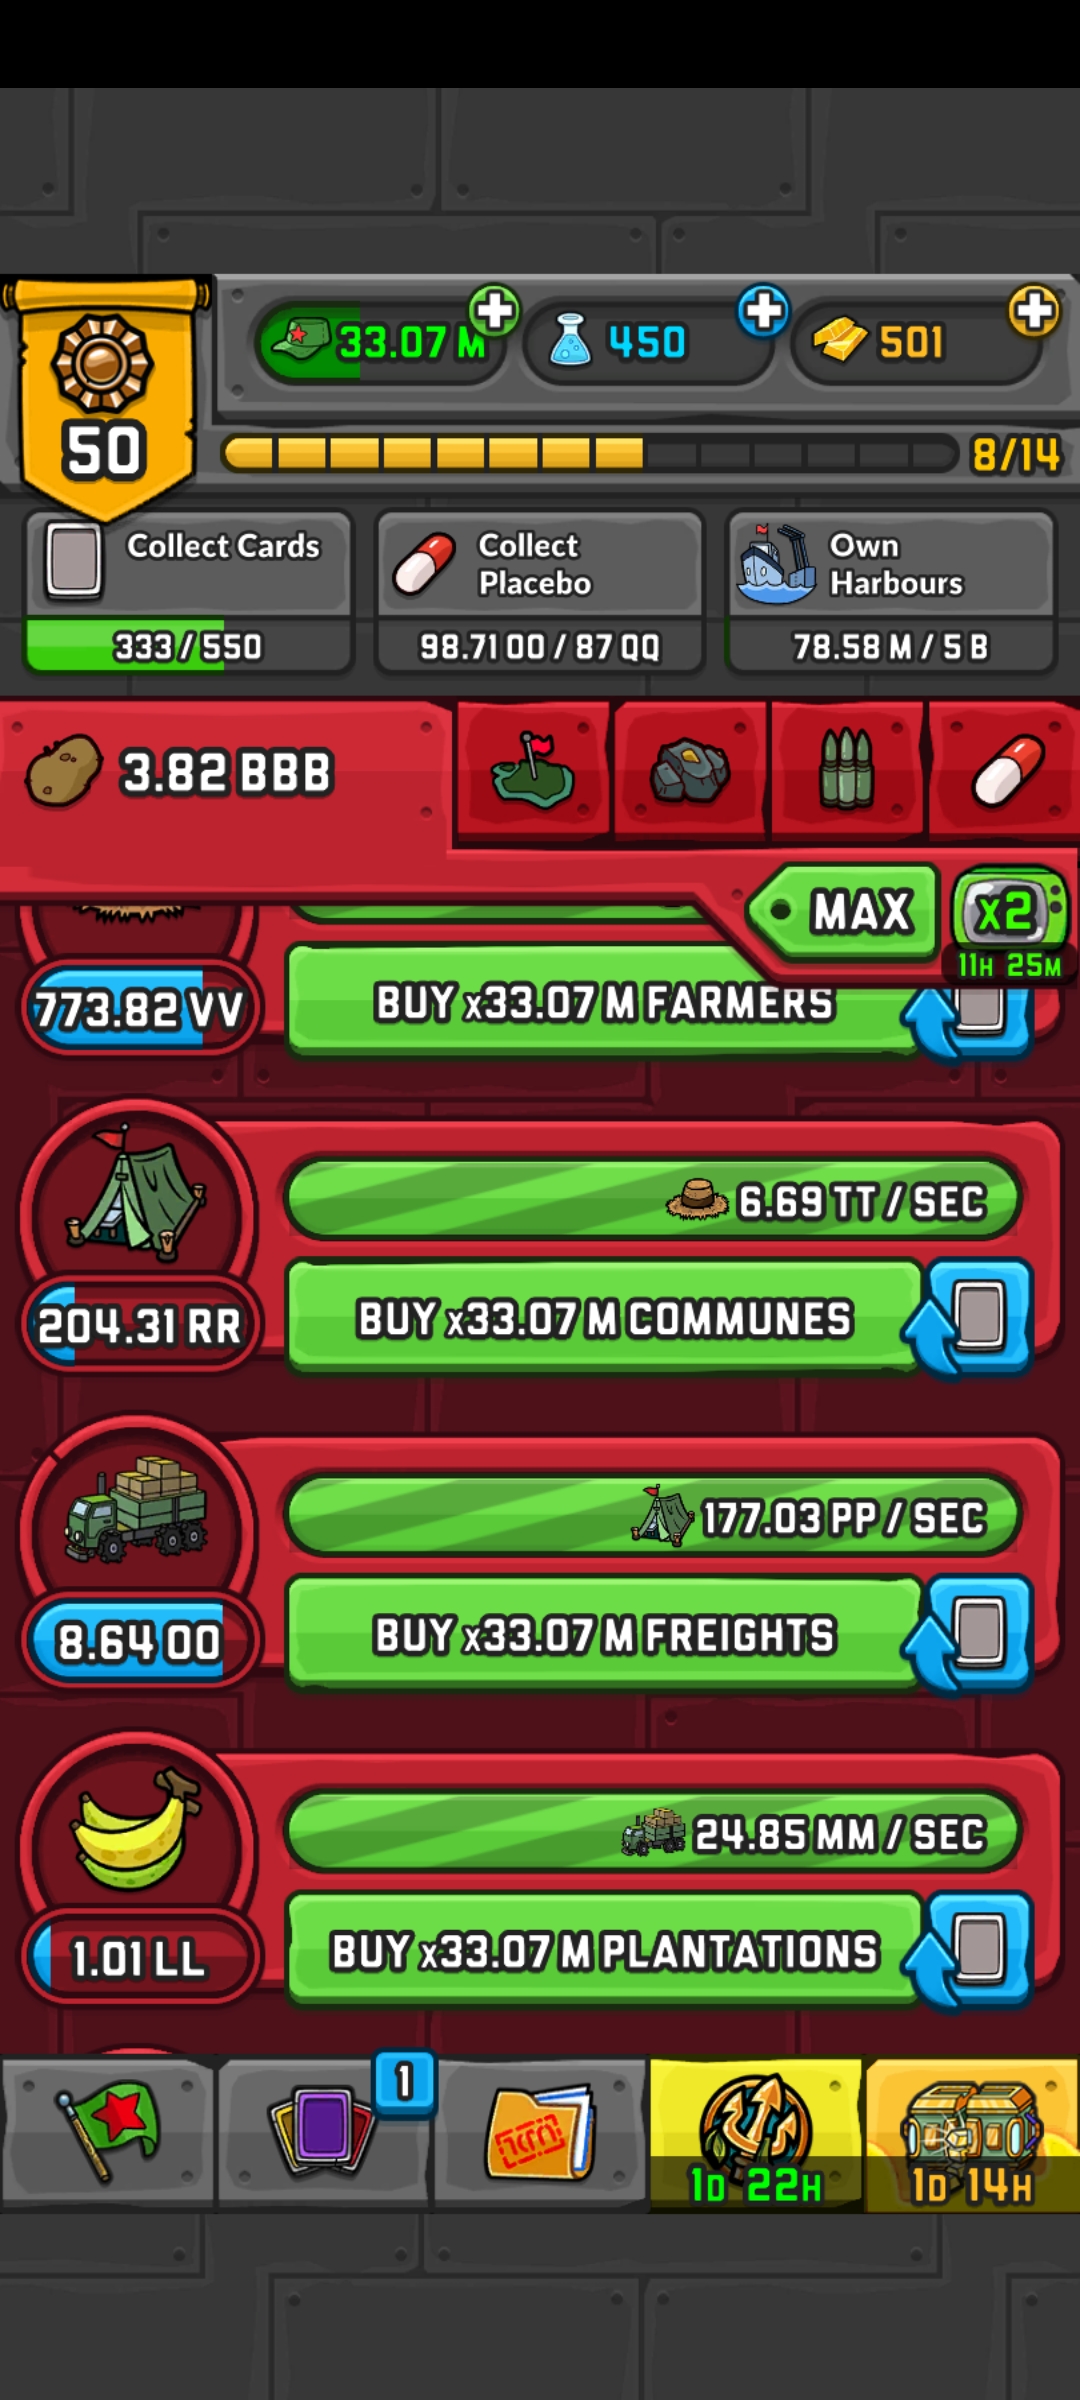 33.07 M
450
501
50
8/14
Collect Cards
333 / 550
Collect
Placebo
98.71 OO / 87 QQ
Own
Harbours
78.58 M / 5 B
3.82 BBB
MAX
x2
11H 25M
773.82 VV
BUY x33.07 M FARMERS
6.69 TT / SEC
204.31 RR
BUY x33.07 M COMMUNES
177.03 PP / SEC
8.64 OO
BUY x33.07 M FREIGHTS
24.85 MM / SEC
1.01 LL
BUY x33.07 M PLANTATIONS
1
1D 22H
1D 14H